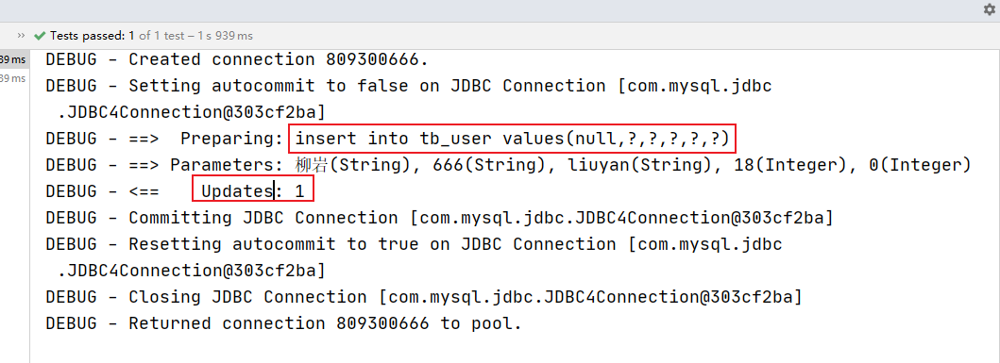 ›› ✔ Tests passed: 1 of 1 test – 1 s 939 ms
39 ms
39 ms
DEBUG - Created connection 809300666.
DEBUG - Setting autocommit to false on JDBC Connection [com.mysql.jdbc
.JDBC4Connection@303cf2ba]
DEBUG - ==>  Preparing: insert into tb_user values(null,?,?,?,?,?)
DEBUG - ==> Parameters: 柳岩(String), 666(String), liuyan(String), 18(Integer), 0(Integer)
DEBUG - <==    Updates: 1
DEBUG - Committing JDBC Connection [com.mysql.jdbc.JDBC4Connection@303cf2ba]
DEBUG - Resetting autocommit to true on JDBC Connection [com.mysql.jdbc
.JDBC4Connection@303cf2ba]
DEBUG - Closing JDBC Connection [com.mysql.jdbc.JDBC4Connection@303cf2ba]
DEBUG - Returned connection 809300666 to pool.